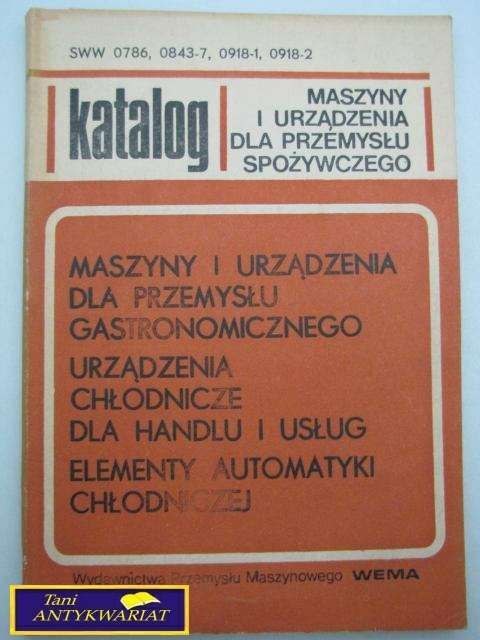 SWW 0786, 0843-7, 0918-1, 0918-2
katalog
MASZYNY
I URZĄDZENIA
DLA PRZEMYSŁU
SPOŻYWCZEGO
MASZYNY I URZĄDZENIA
DLA PRZEMYSŁU
GASTRONOMICZNEGO
URZĄDZENIA
CHŁODNICZE
DLA HANDLU I USŁUG
ELEMENTY AUTOMATYKI
CHŁODNICZEJ
Wydawnictwa Przemysłu Maszynowego WEMA
Tani
ANTYKWARIAT